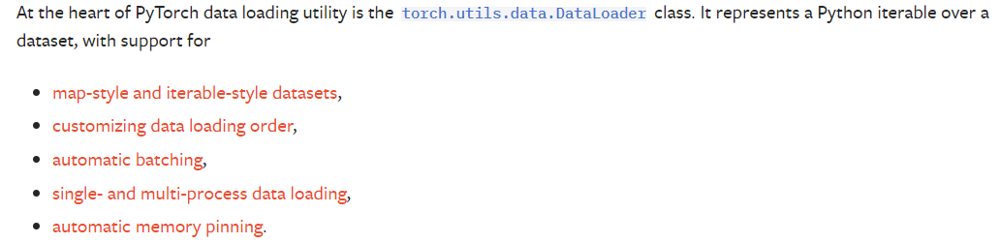 At the heart of PyTorch data loading utility is the torch.utils.data.DataLoader class. It represents a Python iterable over a
dataset, with support for
• map-style and iterable-style datasets,
• customizing data loading order,
• automatic batching,
• single- and multi-process data loading,
• automatic memory pinning.